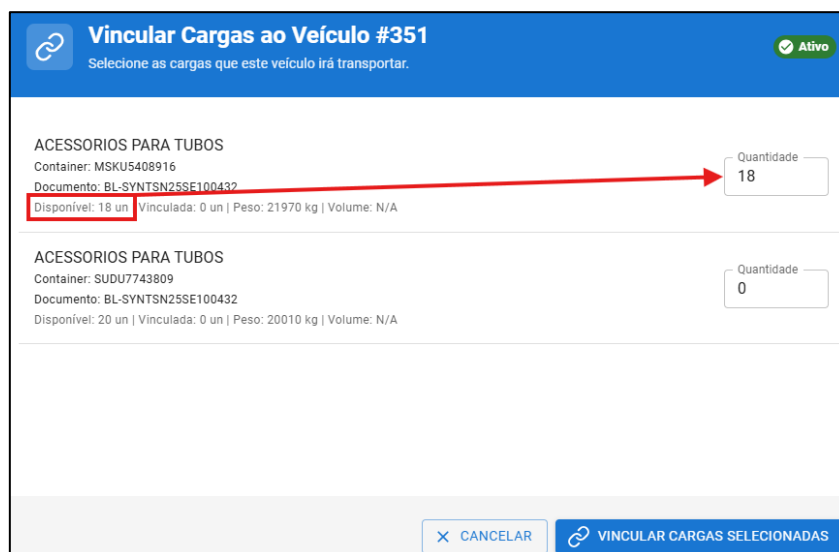 Vincular Cargas ao Veículo #351
Selecione as cargas que este veículo irá transportar.
Ativo
ACESSORIOS PARA TUBOS
Container: MSKU5408916
Documento: BL-SYNTSN25SE100432
Disponível: 18 un | Vinculada: 0 un | Peso: 21970 kg | Volume: N/A
Quantidade
18
ACESSORIOS PARA TUBOS
Container: SUDU7743809
Documento: BL-SYNTSN25SE100432
Disponível: 20 un | Vinculada: 0 un | Peso: 20010 kg | Volume: N/A
Quantidade
0
CANCELAR
VINCULAR CARGAS SELECIONADAS